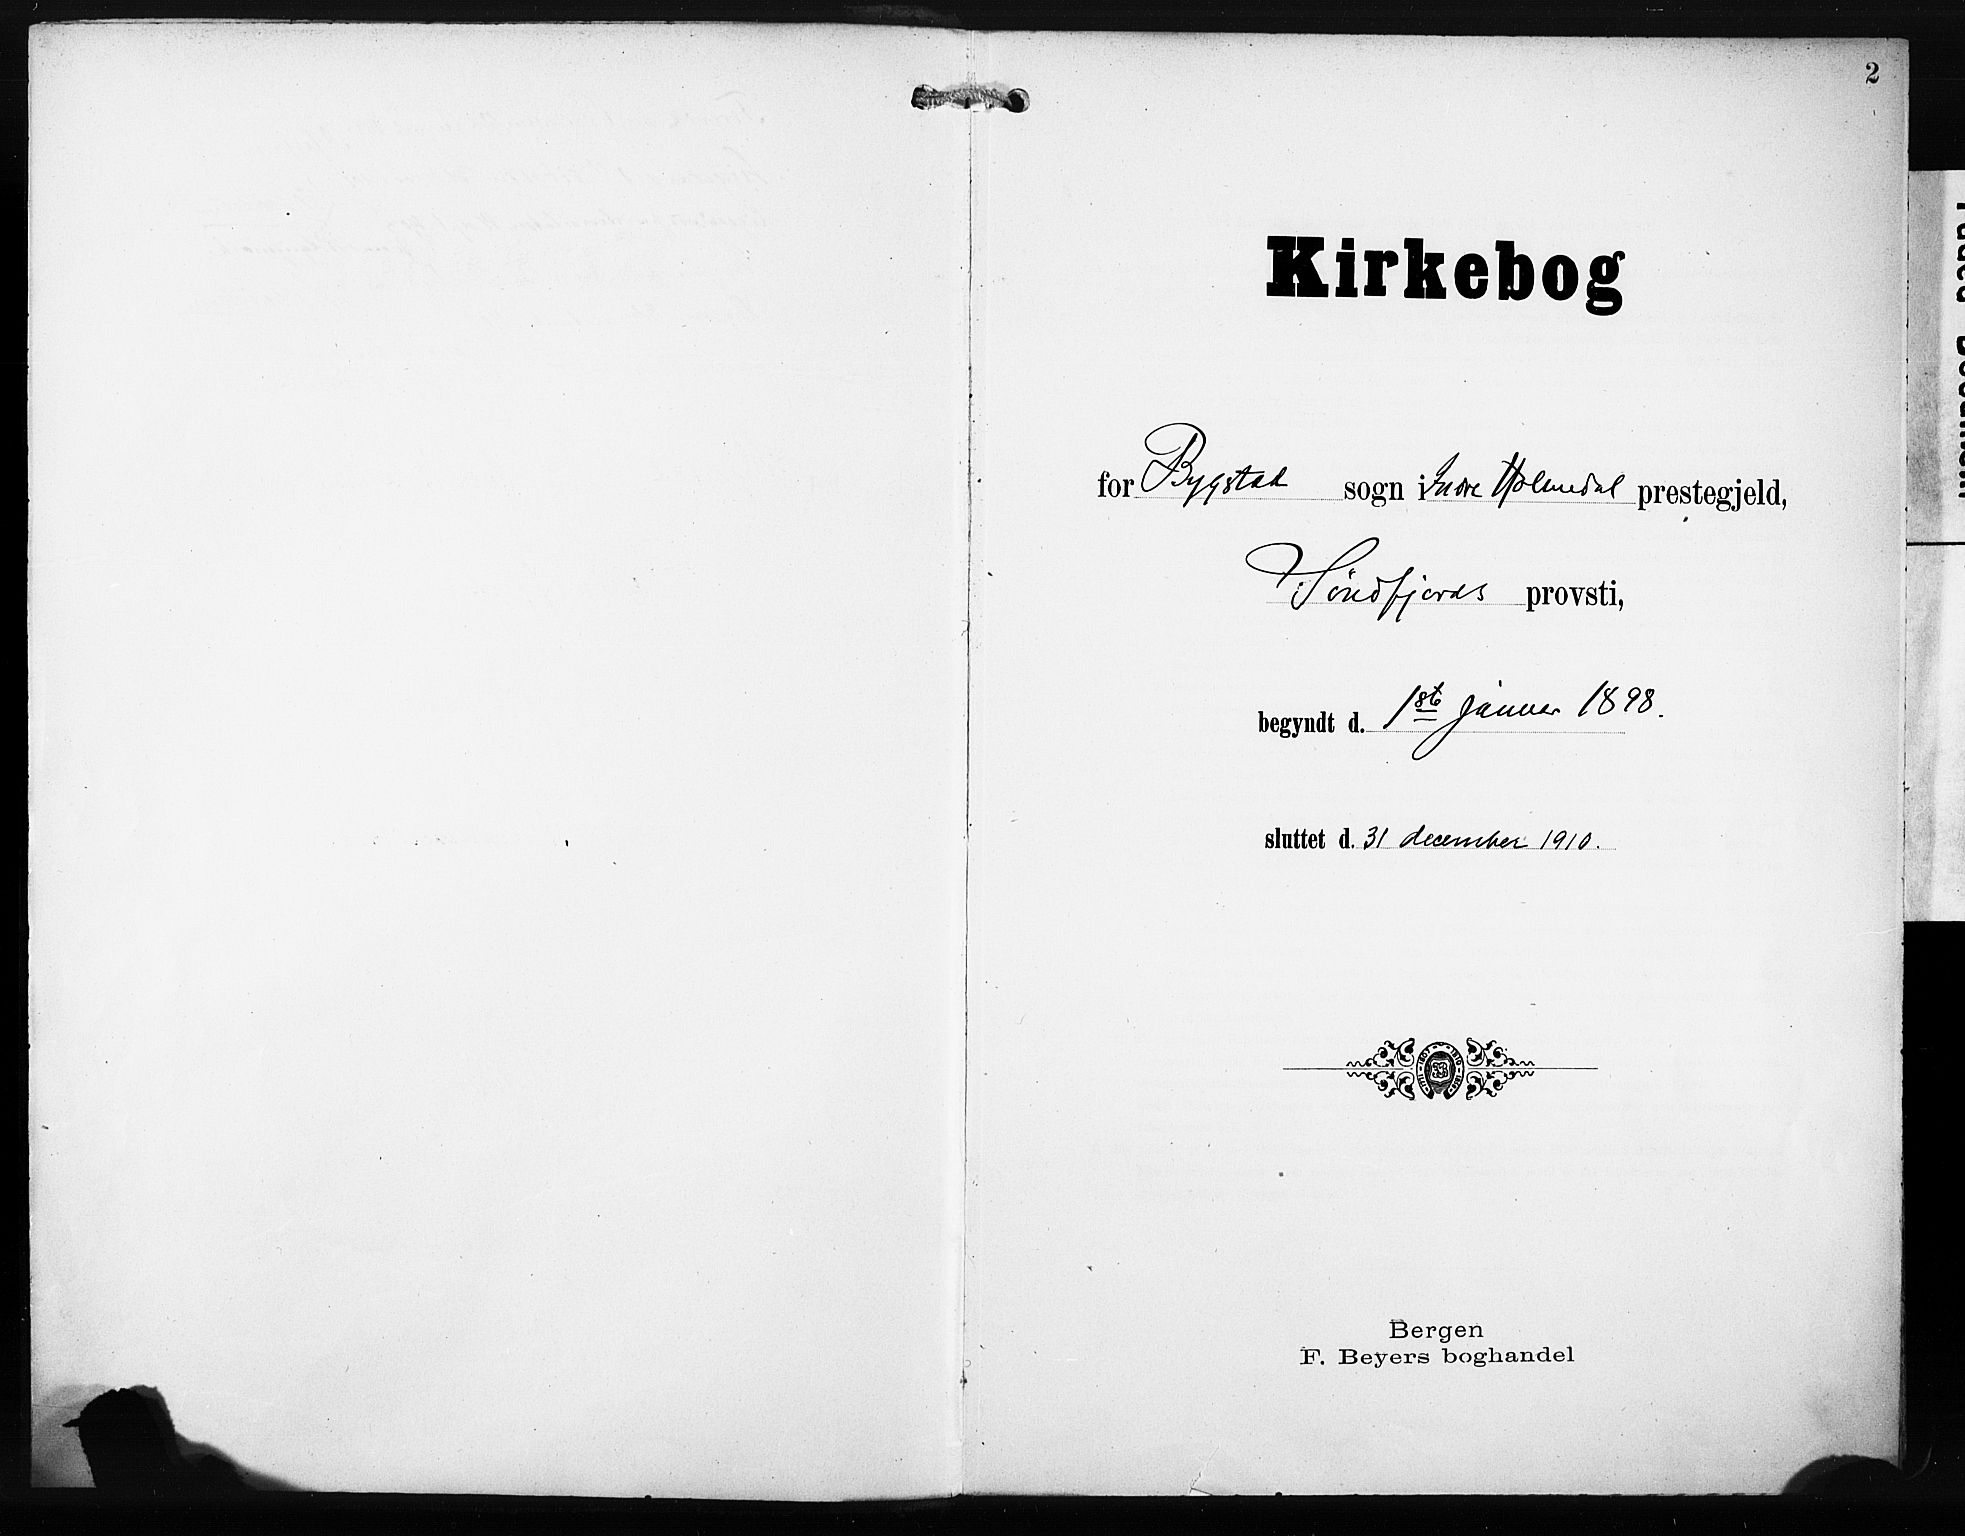 2
Kirkebog
for Bygstad sogn i Indre Holmedal prestegjeld,
Søndfjords provsti,
begyndt d. 1st januar 1898.
sluttet d. 31 december 1910.
Bergen
F. Beyers boghandel